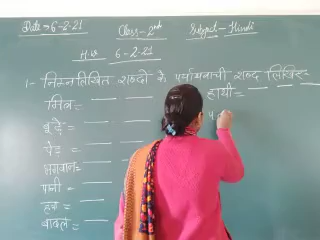 Date:-6-2-21 Class-2nd Subject-Hindi
H.W 6-2-21
1- निम्नलिखित शब्दों के पर्यायवाची शब्द लिखिए-
मित्र= — — हाथी= — — —
बूंदें= — —
पेड़ = — —
भगवान= — —
पानी = — —
हवा = — —
बादल= — —